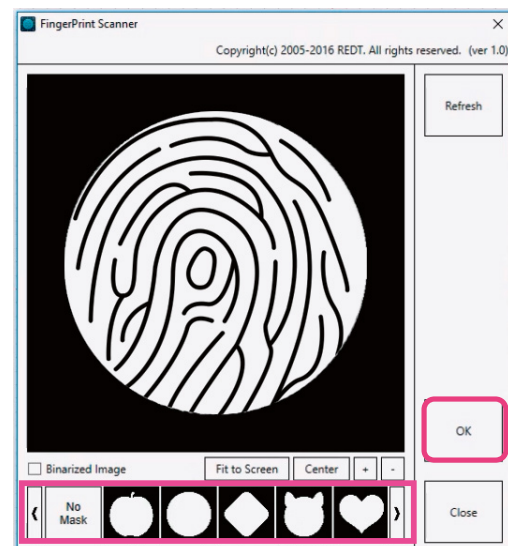 FingerPrint Scanner
Copyright(c) 2005-2016 REDT. All rights reserved. (ver 1.0)
Refresh
OK
Binarized Image
Fit to Screen
Center
+
-
No
Mask
Close